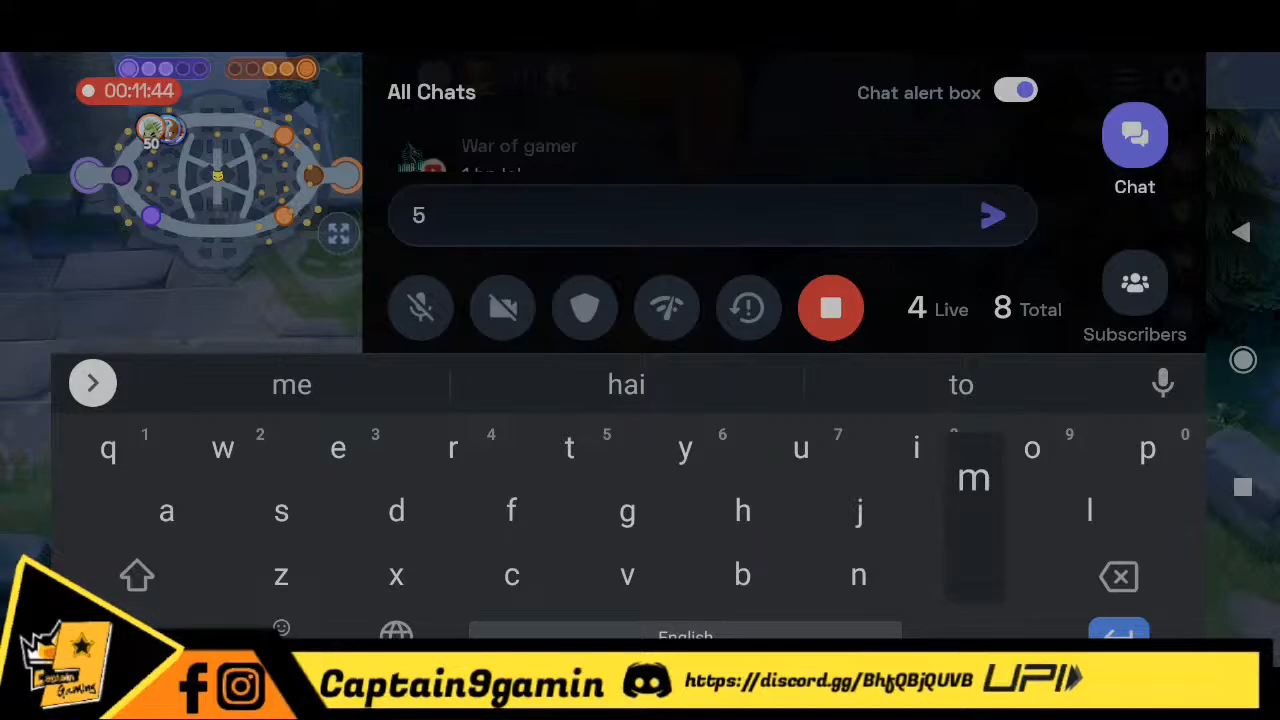 00:11:44
50
All Chats
Chat alert box
War of gamer
5
Chat
4 Live 8 Total
Subscribers
me hai to
q 1 w 2 e 3 r 4 t 5 y 6 u 7 i o 9 p 0
a s d f g h j m l
z x c v b n
English
Captain Gaming
Captain9gamin
https://discord.gg/BhfQBjQUVB
UPI